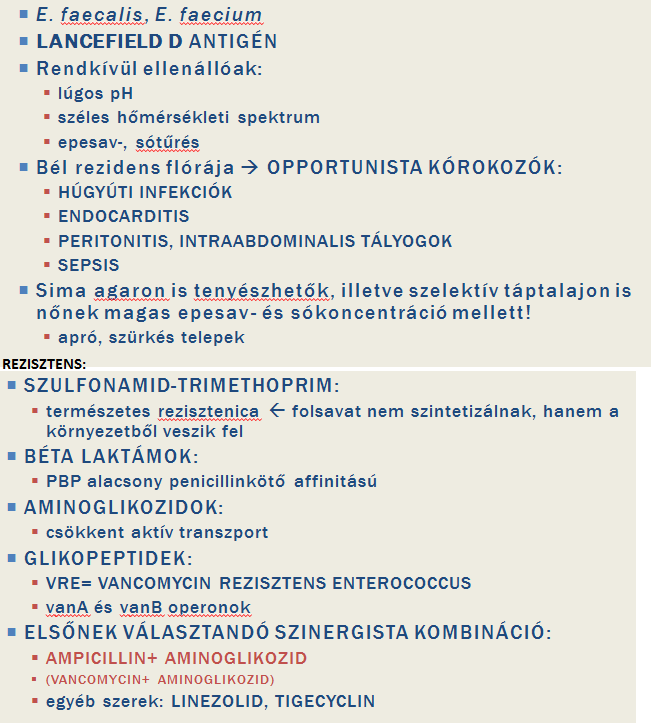 E. faecalis, E. faecium
LANCEFIELD D ANTIGÉN
Rendkívül ellenállóak:
lúgos pH
széles hőmérsékleti spektrum
epesav-, sótűrés
Bél rezidens flórája → OPPORTUNISTA KÓROKOZÓK:
HÚGYÚTI INFEKCIÓK
ENDOCARDITIS
PERITONITIS, INTRAABDOMINALIS TÁLYOGOK
SEPSIS
Sima agaron is tenyészhetők, illetve szelektív táptalajon is
nőnek magas epesav- és sókoncentráció mellett!
apró, szürkés telepek
REZISZTENS:
SZULFONAMID-TRIMETHOPRIM:
természetes rezisztenica ← folsavat nem szintetizálnak, hanem a
környezetből veszik fel
BÉTA LAKTÁMOK:
PBP alacsony penicillinkötő affinitású
AMINOGLIKOZIDOK:
csökkent aktív transzport
GLIKOPEPTIDEK:
VRE= VANCOMYCIN REZISZTENS ENTEROCOCCUS
vanA és vanB operonok
ELSŐNEK VÁLASZTANDÓ SZINERGISTA KOMBINÁCIÓ:
AMPICILLIN+ AMINOGLIKOZID
(VANCOMYCIN+ AMINOGLIKOZID)
egyéb szerek: LINEZOLID, TIGECYCLIN